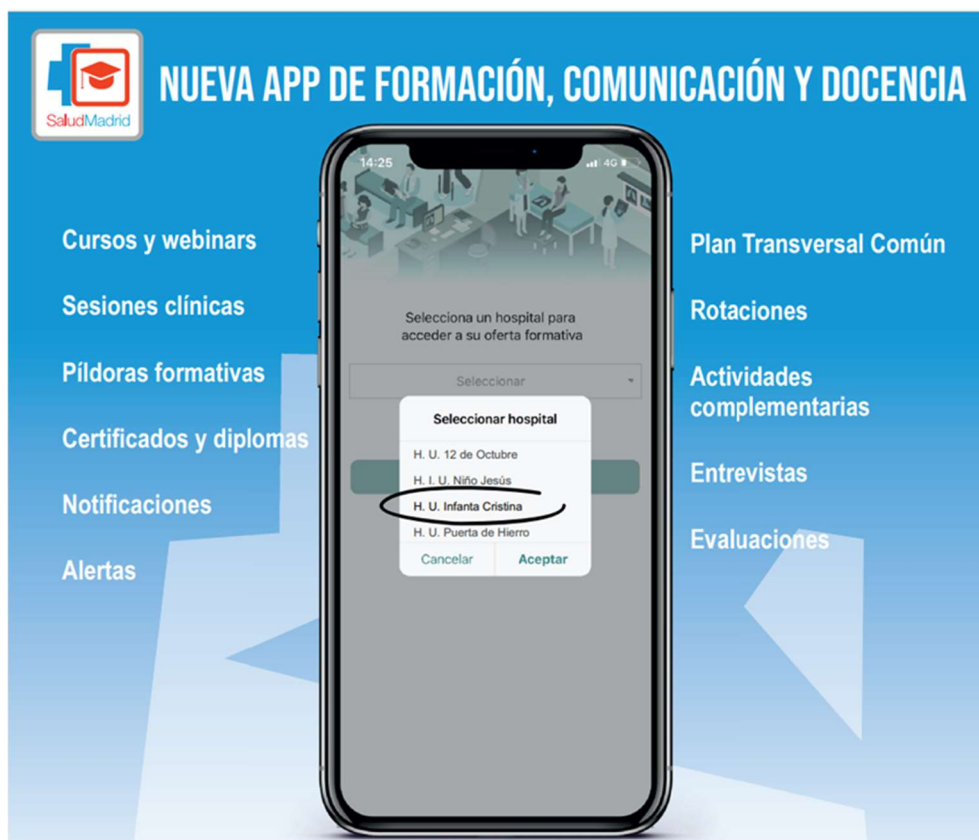 SaludMadrid
NUEVA APP DE FORMACIÓN, COMUNICACIÓN Y DOCENCIA
Cursos y webinars
Sesiones clínicas
Píldoras formativas
Certificados y diplomas
Notificaciones
Alertas
14:25
4G
Selecciona un hospital para
acceder a su oferta formativa
Seleccionar
Seleccionar hospital
H. U. 12 de Octubre
H. I. U. Niño Jesús
H. U. Infanta Cristina
H. U. Puerta de Hierro
Cancelar Aceptar
Plan Transversal Común
Rotaciones
Actividades
complementarias
Entrevistas
Evaluaciones